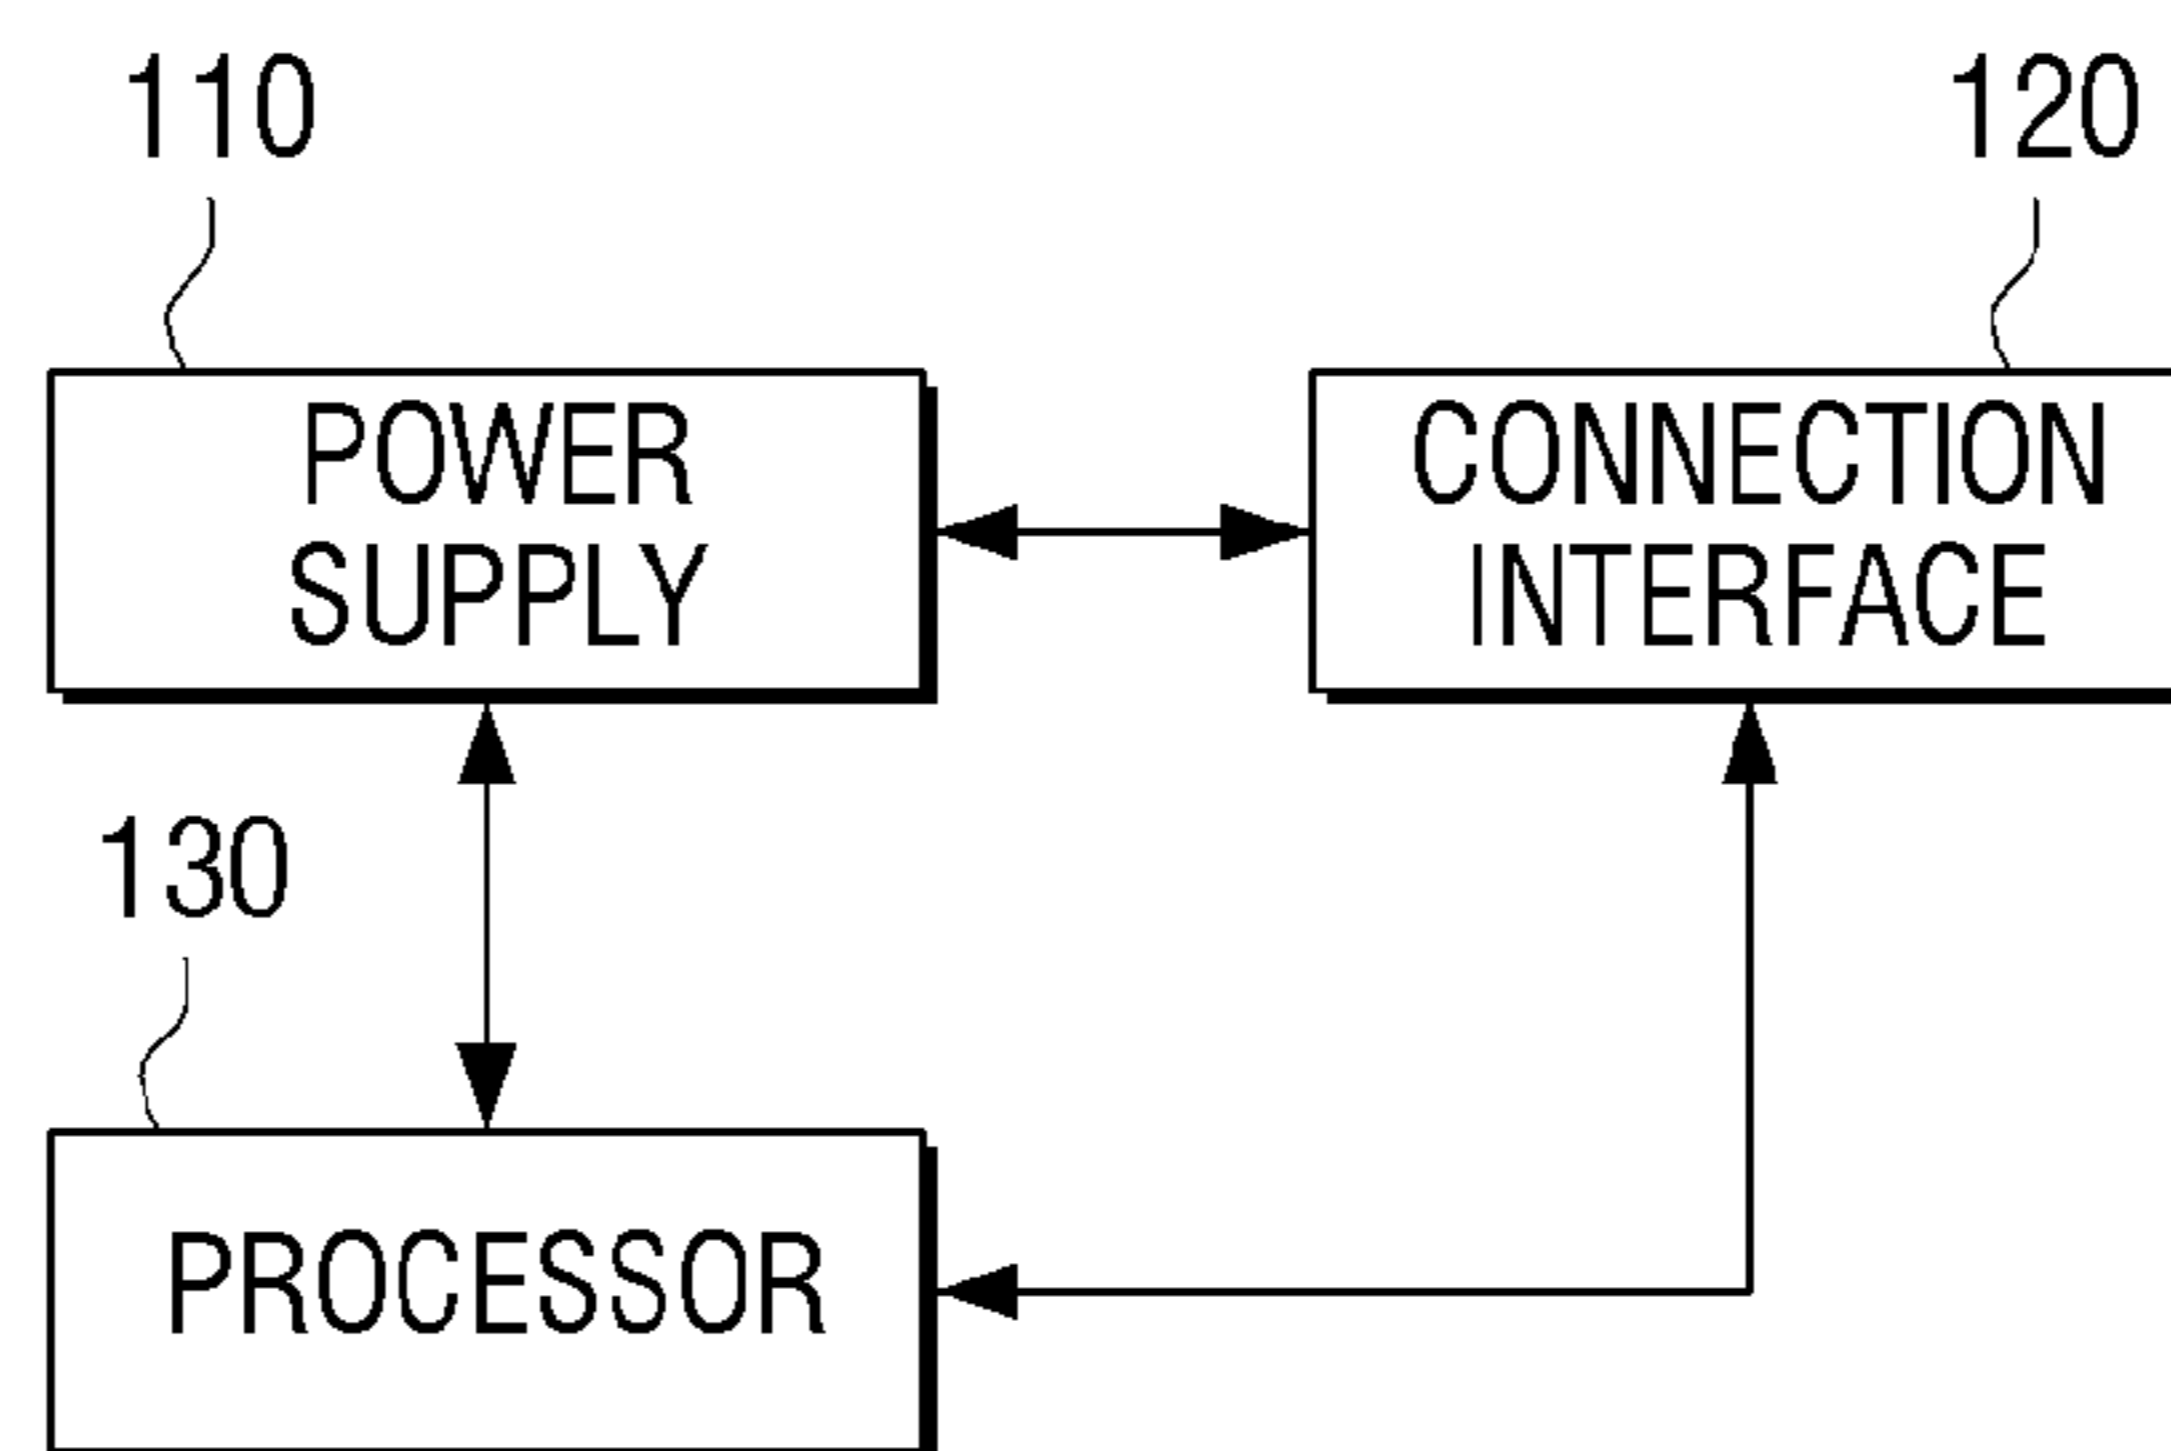 110
120
POWER
SUPPLY
CONNECTION
INTERFACE
130
PROCESSOR